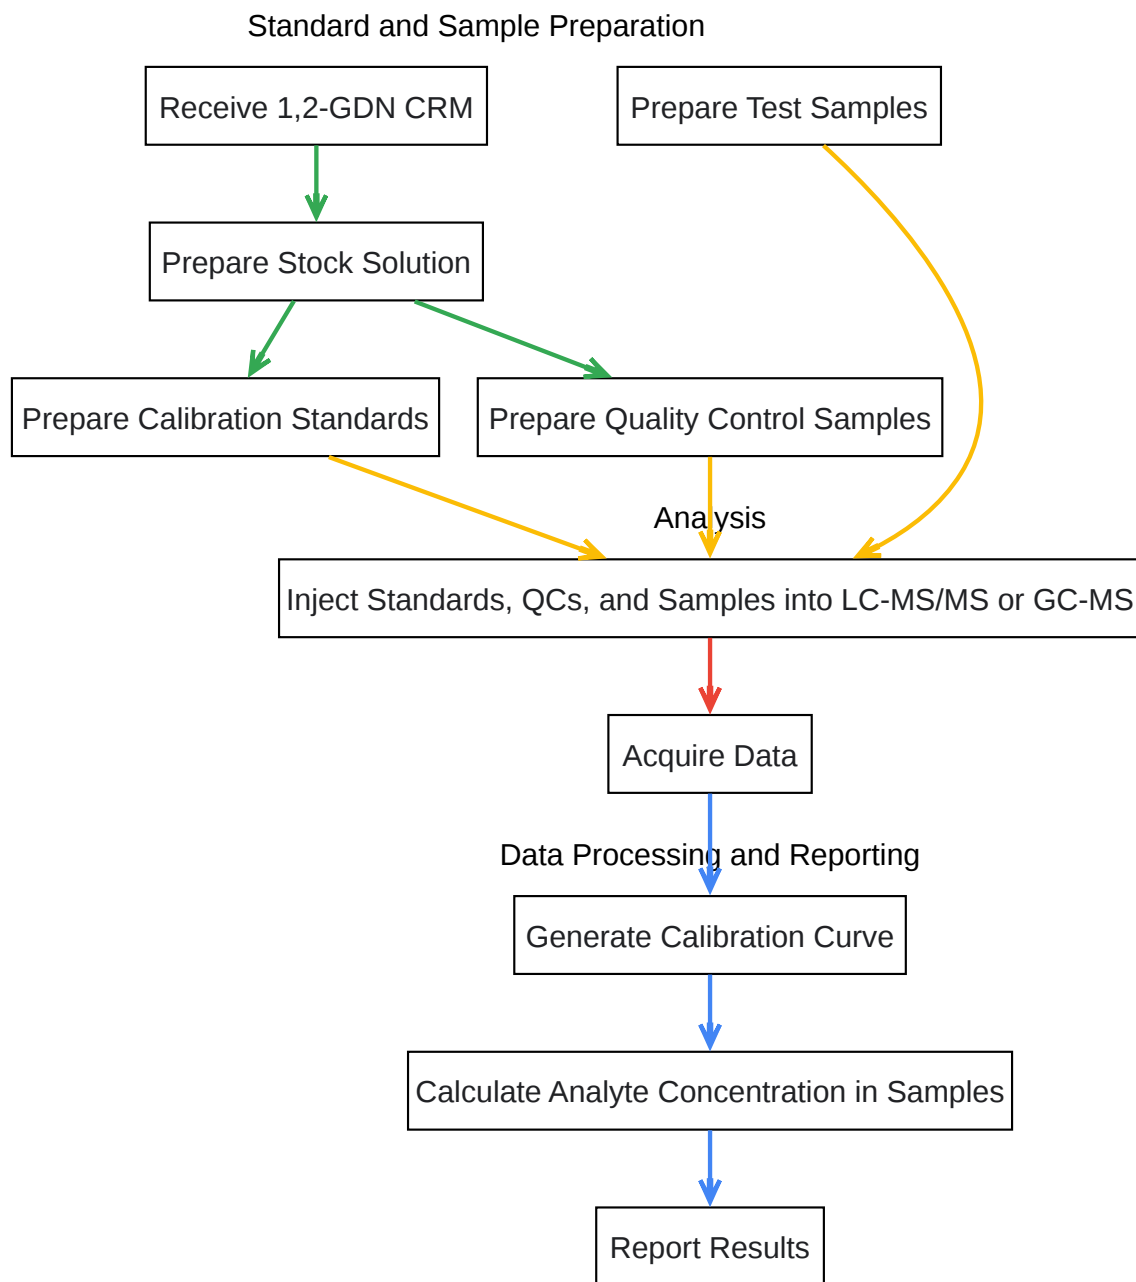 Standard and Sample Preparation
Receive 1,2-GDN CRM
Prepare Test Samples
Prepare Stock Solution
Prepare Calibration Standards
Prepare Quality Control Samples
Analysis
Inject Standards, QCs, and Samples into LC-MS/MS or GC-MS
Acquire Data
Data Processing and Reporting
Generate Calibration Curve
Calculate Analyte Concentration in Samples
Report Results